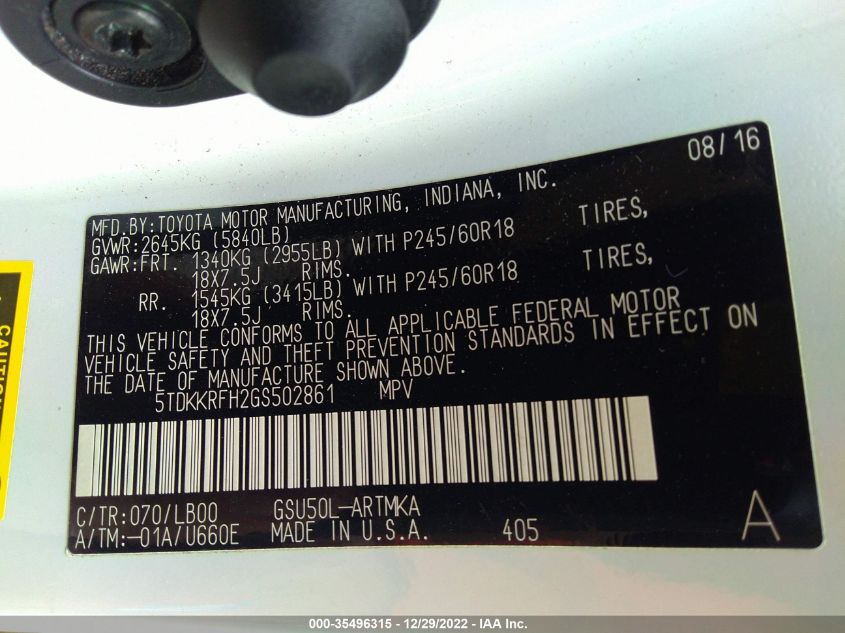 08/16
MFD.BY:TOYOTA MOTOR MANUFACTURING, INDIANA, INC.
GVWR:2645KG (5840LB)
GAWR:FRT. 1340KG (2955LB) WITH P245/60R18 TIRES,
18X7.5J RIMS.
RR. 1545KG (3415LB) WITH P245/60R18 TIRES,
18X7.5J RIMS.
THIS VEHICLE CONFORMS TO ALL APPLICABLE FEDERAL MOTOR
VEHICLE SAFETY AND THEFT PREVENTION STANDARDS IN EFFECT ON
THE DATE OF MANUFACTURE SHOWN ABOVE.
5TDKKRFH2GS502861 MPV
C/TR:070/LB00 GSU50L-ARTMKA
A/TM:-01A/U660E MADE IN U.S.A. 405 A
CAUTION
000-35496315 - 12/29/2022 - IAA Inc.